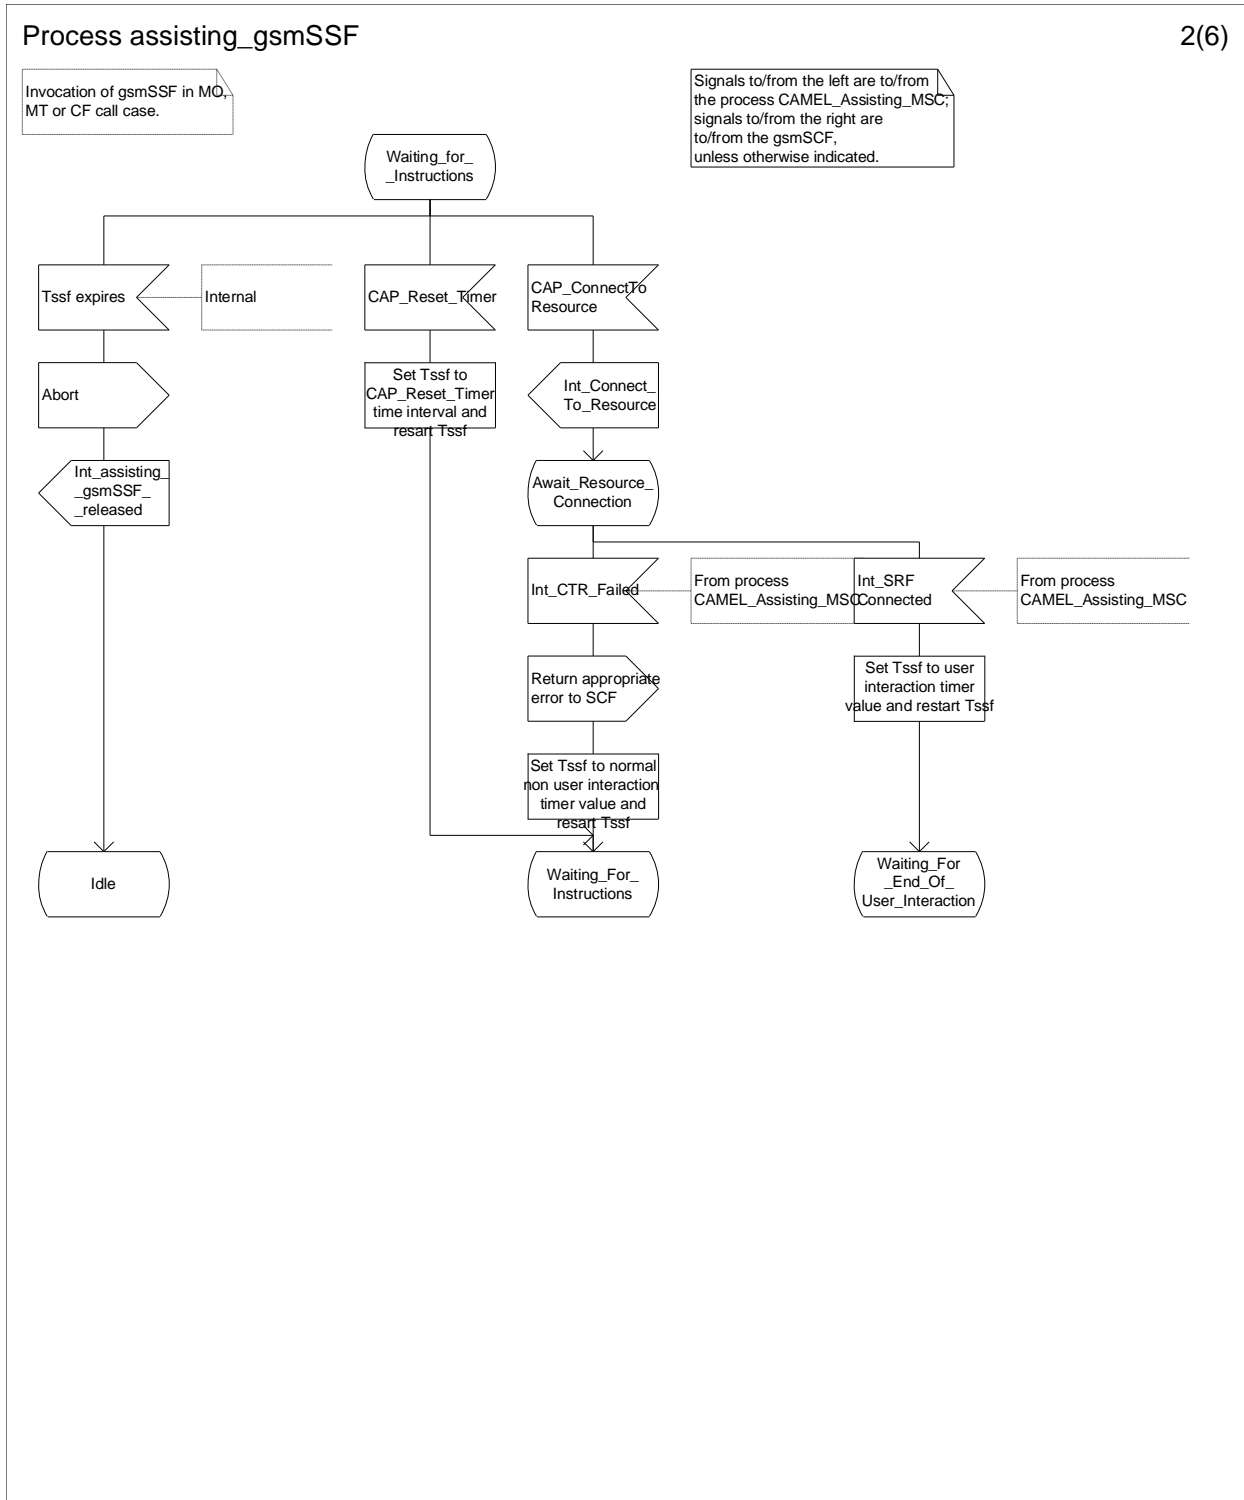 Process assisting_gsmSSF
2(6)
Invocation of gsmSSF in MO,
MT or CF call case.
Signals to/from the left are to/from
the process CAMEL_Assisting_MSC;
signals to/from the right are
to/from the gsmSCF,
unless otherwise indicated.
Waiting_for_
_Instructions
Tssf expires
Internal
CAP_Reset_Timer
CAP_ConnectTo
Resource
Abort
Set Tssf to
CAP_Reset_Timer
time interval and
resart Tssf
Int_Connect_
To_Resource
Int_assisting_
_gsmSSF_
_released
Await_Resource_
Connection
Int_CTR_Failed
From process
CAMEL_Assisting_MSC
Int_SRF
Connected
From process
CAMEL_Assisting_MSC
Return appropriate
error to SCF
Set Tssf to user
interaction timer
value and restart Tssf
Set Tssf to normal
non user interaction
timer value and
resart Tssf
Idle
Waiting_For_
Instructions
Waiting_For
_End_Of_
User_Interaction